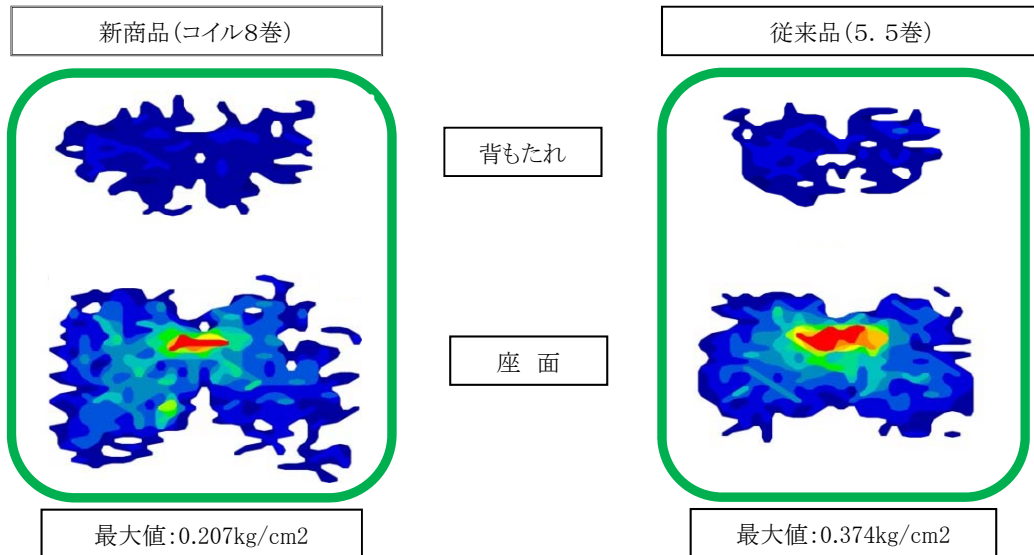 新商品(コイル8巻)
従来品(5.5巻)
背もたれ
座 面
最大値:0.207kg/cm2
最大値:0.374kg/cm2